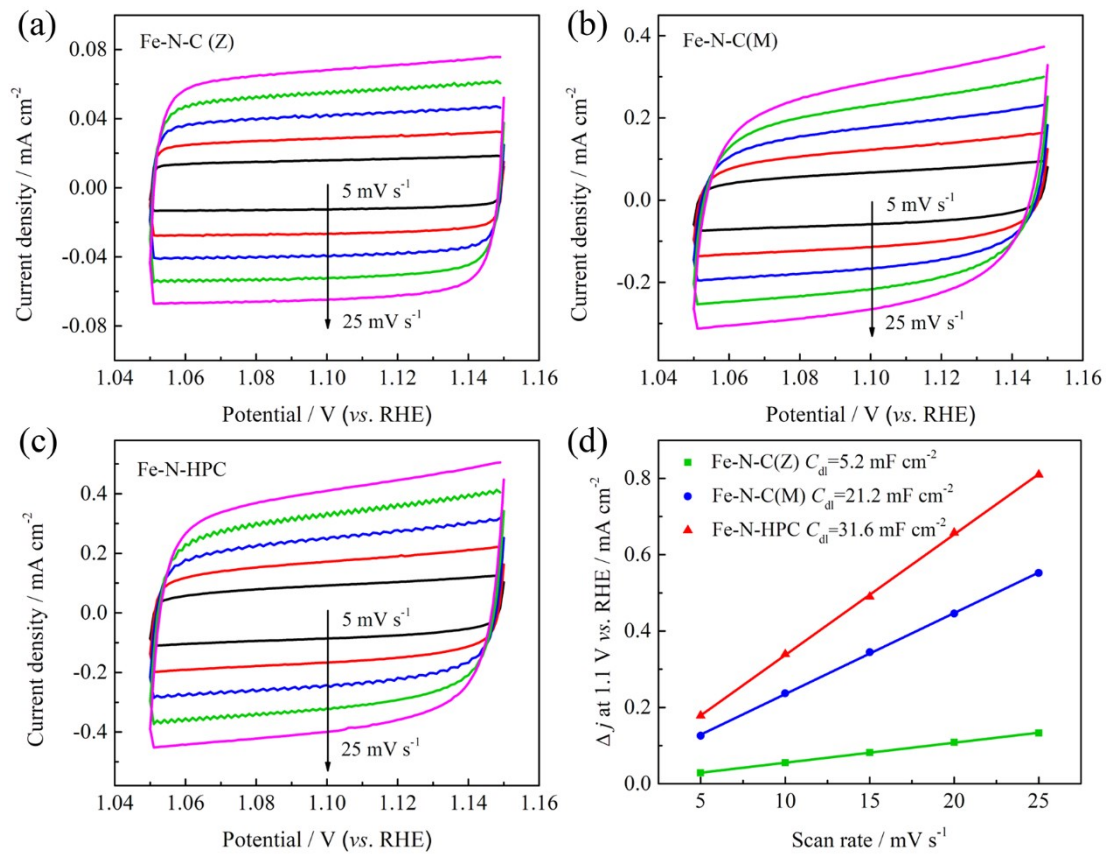 (a)
Fe-N-C (Z)
0.08
0.04
0.00
-0.04
-0.08
5 mV s⁻¹
25 mV s⁻¹
1.04 1.06 1.08 1.10 1.12 1.14 1.16
Current density / mA cm⁻²
Potential / V (vs. RHE)
(b)
Fe-N-C(M)
0.4
0.2
0.0
-0.2
5 mV s⁻¹
25 mV s⁻¹
1.04 1.06 1.08 1.10 1.12 1.14 1.16
Current density / mA cm⁻²
Potential / V (vs. RHE)
(c)
Fe-N-HPC
0.4
0.2
0.0
-0.2
-0.4
5 mV s⁻¹
25 mV s⁻¹
1.04 1.06 1.08 1.10 1.12 1.14 1.16
Current density / mA cm⁻²
Potential / V (vs. RHE)
(d)
Fe-N-C(Z) Cdl=5.2 mF cm⁻²
Fe-N-C(M) Cdl=21.2 mF cm⁻²
Fe-N-HPC Cdl=31.6 mF cm⁻²
0.8
0.6
0.4
0.2
0.0
5 10 15 20 25
Δ j at 1.1 V vs. RHE / mA cm⁻²
Scan rate / mV s⁻¹